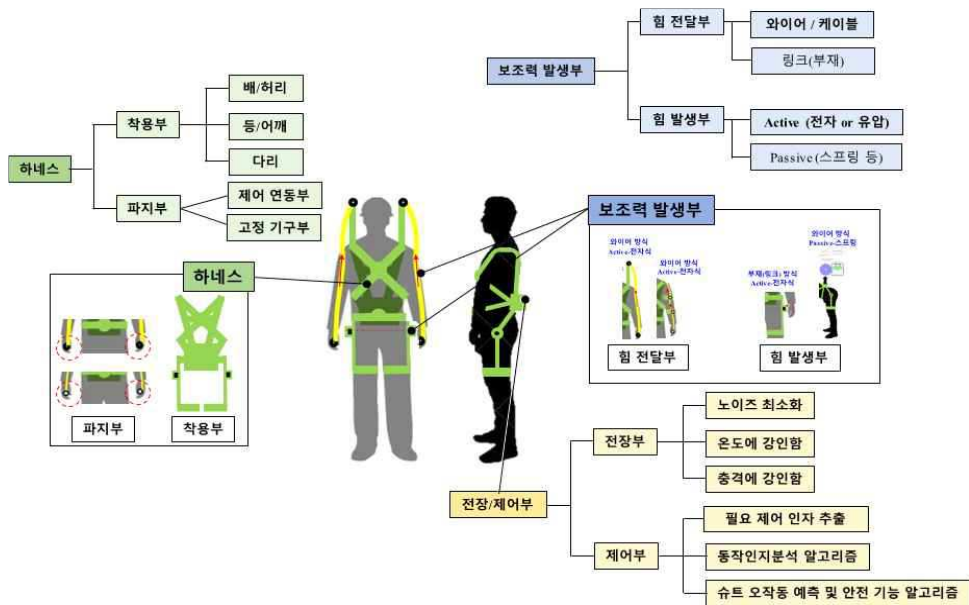 힘 전달부
와이어 / 케이블
링크(부재)
보조력 발생부
힘 발생부
Active (전자 or 유압)
Passive (스프링 등)
배/허리
착용부
등/어깨
다리
하네스
파지부
제어 연동부
고정 기구부
보조력 발생부
와이어 방식
Active-전자식
와이어 방식
Active-전자식
부재(링크) 방식
Active-전자식
와이어 방식
Passive-스프링
힘 전달부
힘 발생부
하네스
파지부
착용부
노이즈 최소화
전장부
온도에 강인함
충격에 강인함
전장/제어부
필요 제어 인자 추출
제어부
동작인지분석 알고리즘
슈트 오작동 예측 및 안전 기능 알고리즘